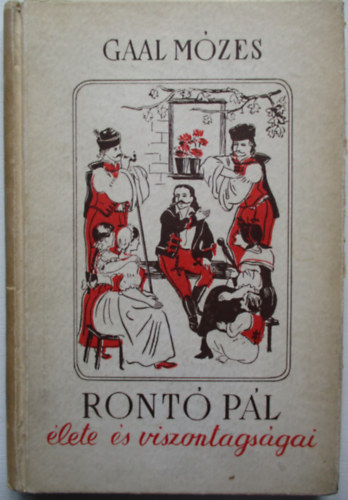 GAAL MÓZES
RONTÓ PÁL
élete és viszontagságai